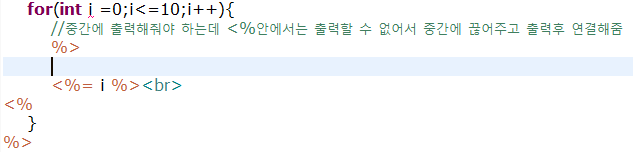 for(int i =0;i<=10;i++){
//중간에 출력해줘야 하는데 <%안에서는 출력할 수 없어서 중간에 끊어주고 출력후 연결해줌
%>
<%= i %><br>
<%
}
%>